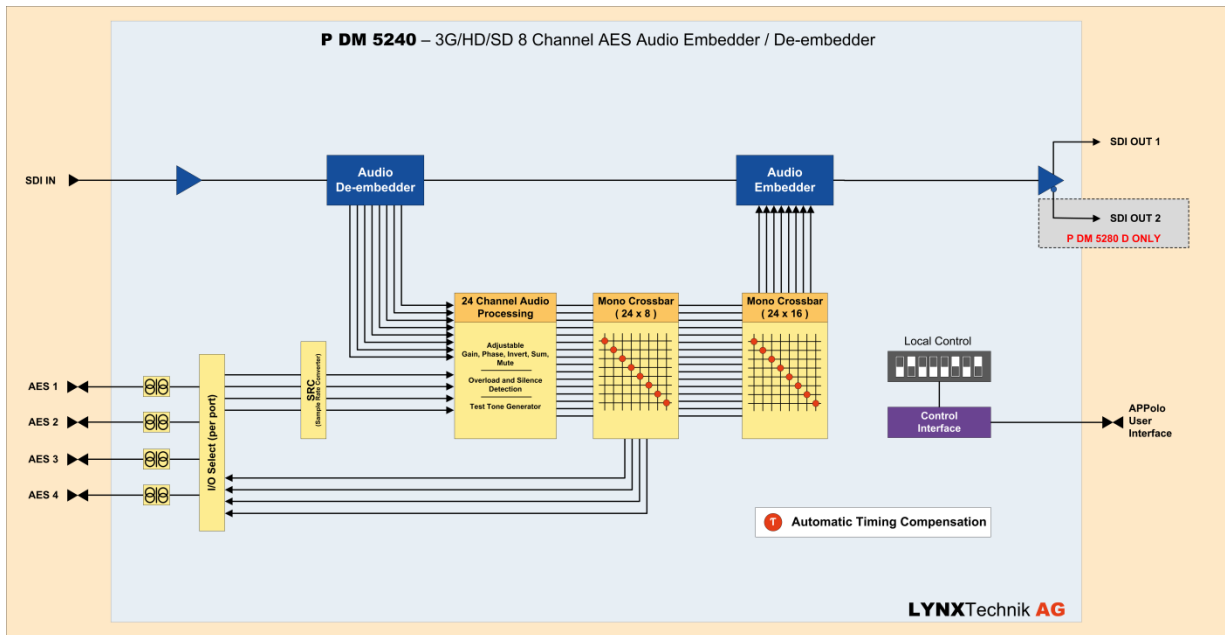 P DM 5240 – 3G/HD/SD 8 Channel AES Audio Embedder / De-embedder
SDI IN
Audio
De-embedder
Audio
Embedder
SDI OUT 1
SDI OUT 2
P DM 5280 D ONLY
24 Channel Audio
Processing
Adjustable
Gain, Phase, Invert, Sum,
Mute
Overload and Silence
Detection
Test Tone Generator
Mono Crossbar
( 24 x 8 )
Mono Crossbar
( 24 x 16 )
Local Control
Control
Interface
APPolo
User
Interface
AES 1
AES 2
AES 3
AES 4
I/O Select (per port)
SRC
(Sample Rate Converter)
T Automatic Timing Compensation
LYNXTechnik AG